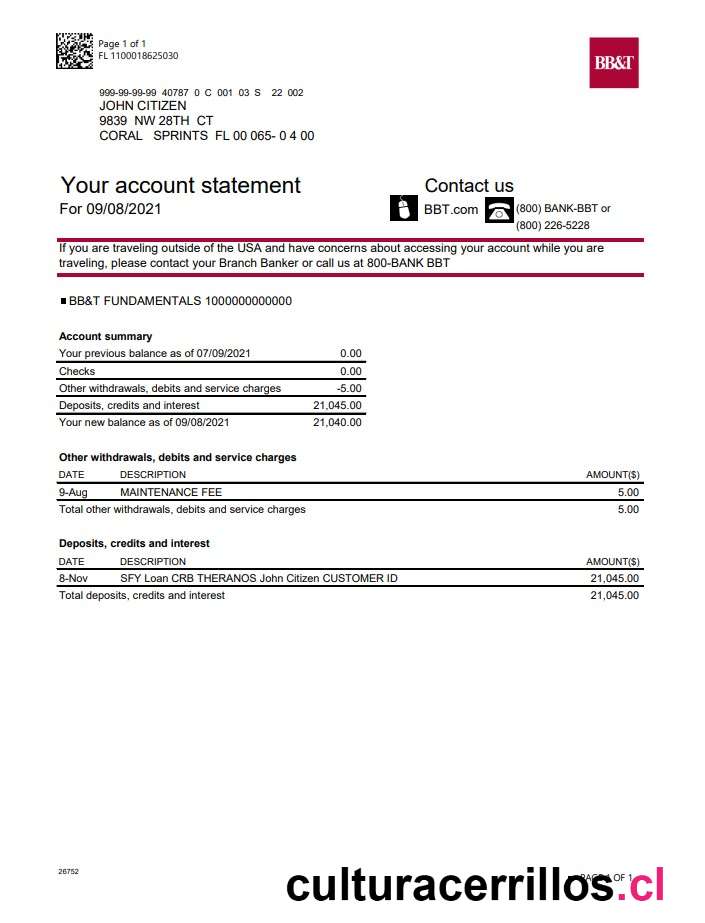 Page 1 of 1
FL 1100018625030
BB&T
999-99-99-99 40787 0 C 001 03 S 22 002
JOHN CITIZEN
9839 NW 28TH CT
CORAL SPRINTS FL 00 065- 0 4 00
Your account statement
For 09/08/2021
Contact us
BBT.com
(800) BANK-BBT or
(800) 226-5228
If you are traveling outside of the USA and have concerns about accessing your account while you are
traveling, please contact your Branch Banker or call us at 800-BANK BBT
BB&T FUNDAMENTALS 1000000000000
Account summary
Your previous balance as of 07/09/2021 0.00
Checks 0.00
Other withdrawals, debits and service charges -5.00
Deposits, credits and interest 21,045.00
Your new balance as of 09/08/2021 21,040.00
Other withdrawals, debits and service charges
DATE DESCRIPTION AMOUNT($)
9-Aug MAINTENANCE FEE 5.00
Total other withdrawals, debits and service charges 5.00
Deposits, credits and interest
DATE DESCRIPTION AMOUNT($)
8-Nov SFY Loan CRB THERANOS John Citizen CUSTOMER ID 21,045.00
Total deposits, credits and interest 21,045.00
26752
PAGE 1 OF 1
culturacerrillos.cl